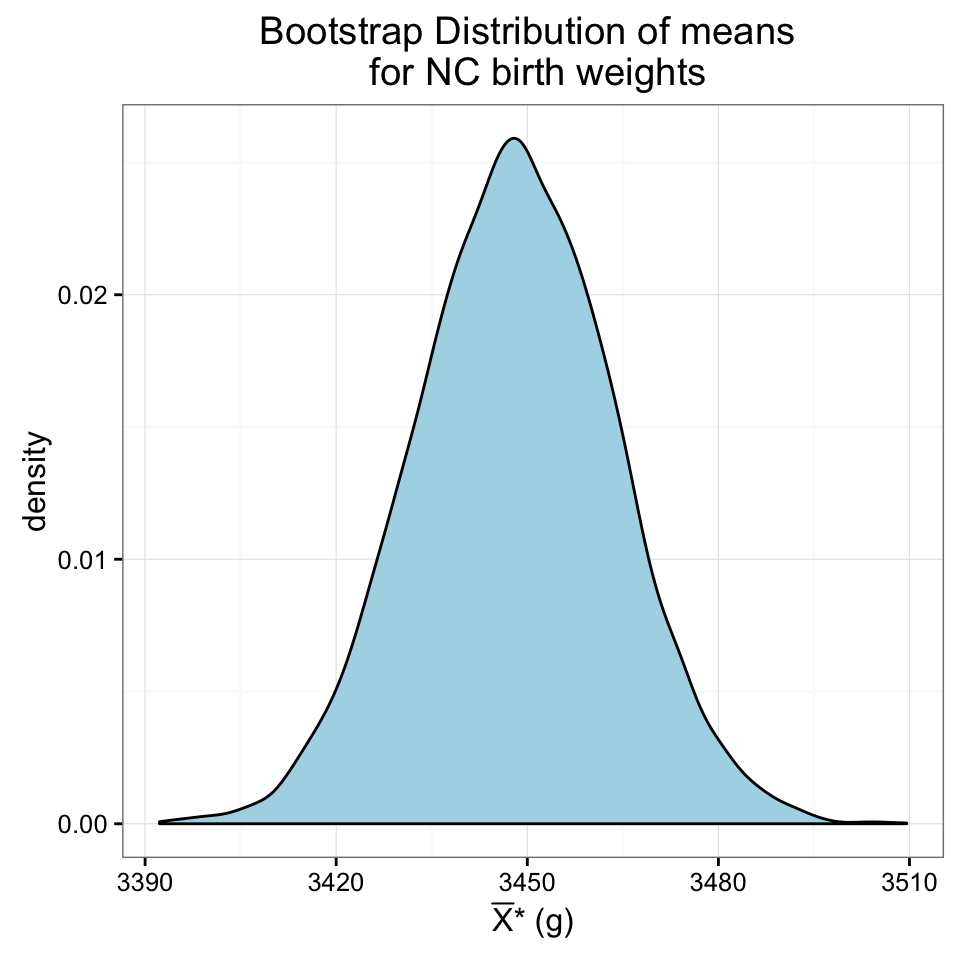 Bootstrap Distribution of means
for NC birth weights
density
0.02
0.01
0.00
3390 3420 3450 3480 3510
X̅* (g)